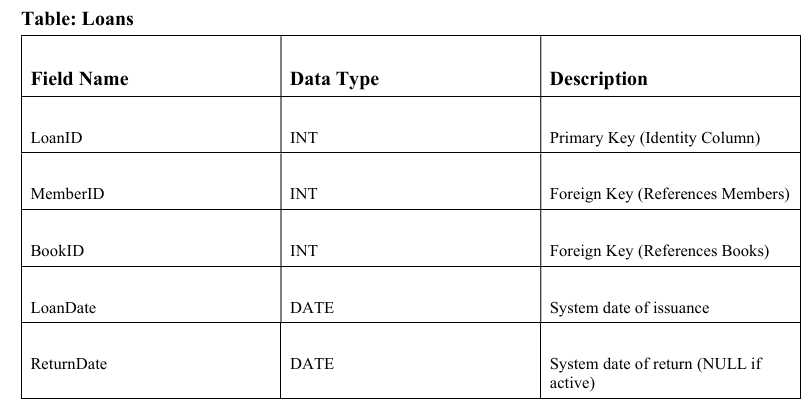 Table: Loans
Field Name Data Type Description
LoanID INT Primary Key (Identity Column)
MemberID INT Foreign Key (References Members)
BookID INT Foreign Key (References Books)
LoanDate DATE System date of issuance
ReturnDate DATE System date of return (NULL if
active)